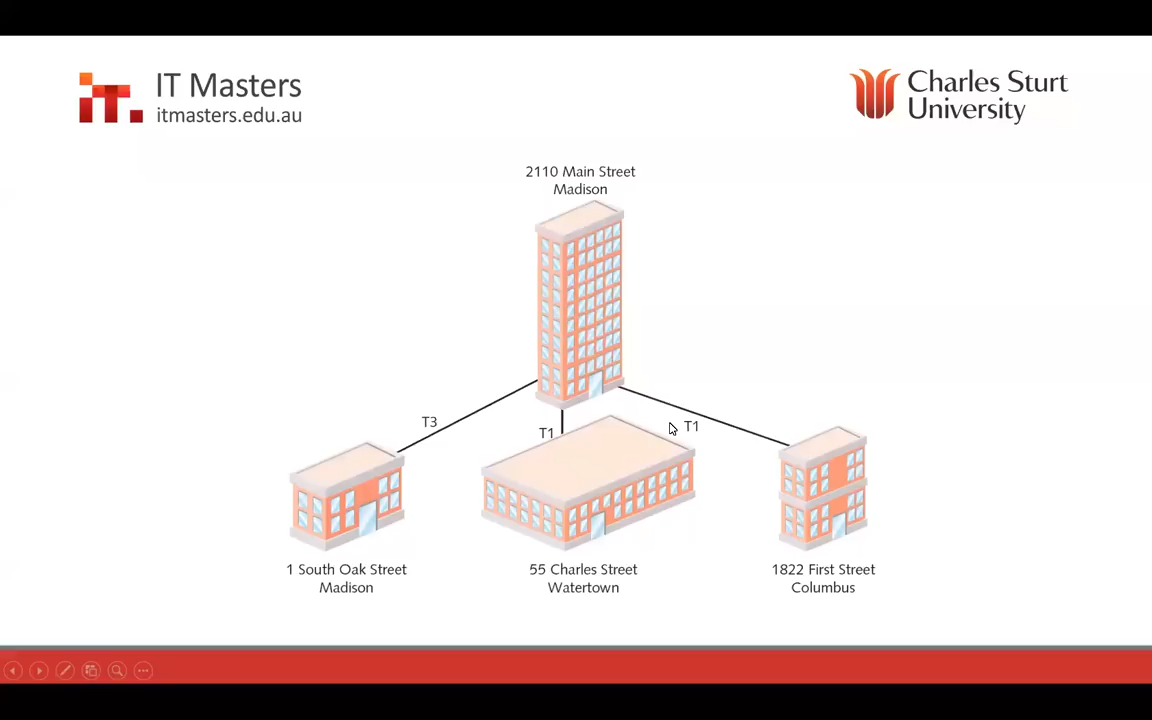 IT Masters
itmasters.edu.au
Charles Sturt
University
2110 Main Street
Madison
T3
T1
T1
1 South Oak Street
Madison
55 Charles Street
Watertown
1822 First Street
Columbus